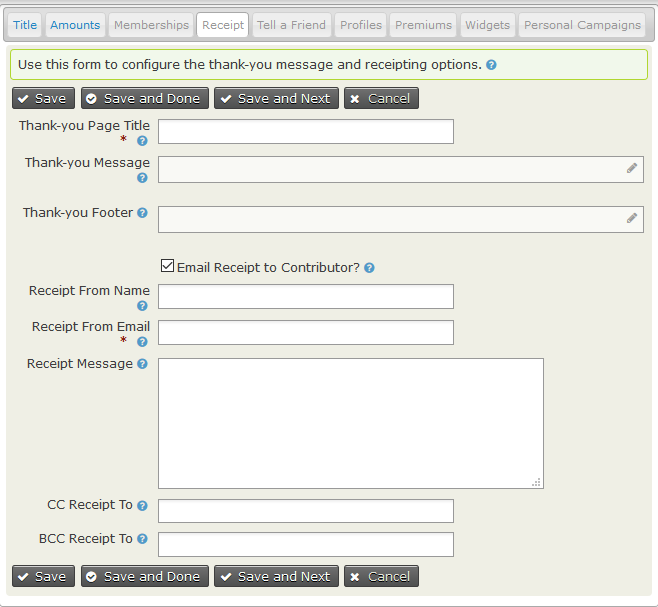 Title Amounts Memberships Receipt Tell a Friend Profiles Premiums Widgets Personal Campaigns
Use this form to configure the thank-you message and receipting options. ?
Save Save and Done Save and Next Cancel
Thank-you Page Title
* ?
Thank-you Message
?
Thank-you Footer ?
Email Receipt to Contributor? ?
Receipt From Name
?
Receipt From Email
* ?
Receipt Message ?
CC Receipt To ?
BCC Receipt To ?
Save Save and Done Save and Next Cancel